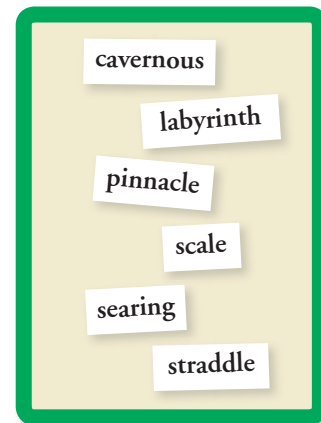 cavernous
labyrinth
pinnacle
scale
searing
straddle